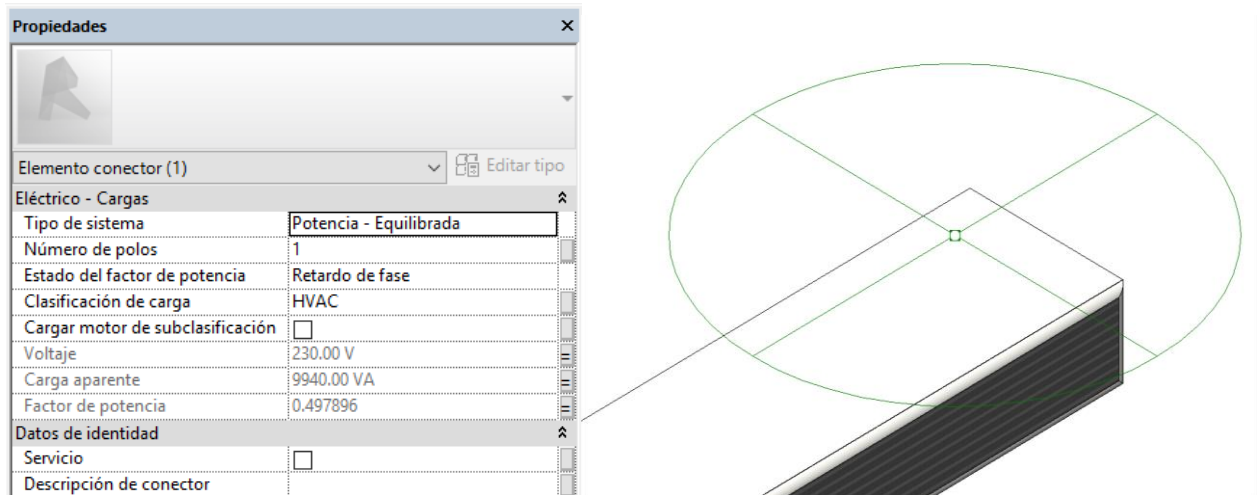 Propiedades
Elemento conector (1)
Editar tipo
Eléctrico - Cargas
Tipo de sistema Potencia - Equilibrada
Número de polos 1
Estado del factor de potencia Retardo de fase
Clasificación de carga HVAC
Cargar motor de subclasificación
Voltaje 230.00 V =
Carga aparente 9940.00 VA =
Factor de potencia 0.497896 =
Datos de identidad
Servicio
Descripción de conector